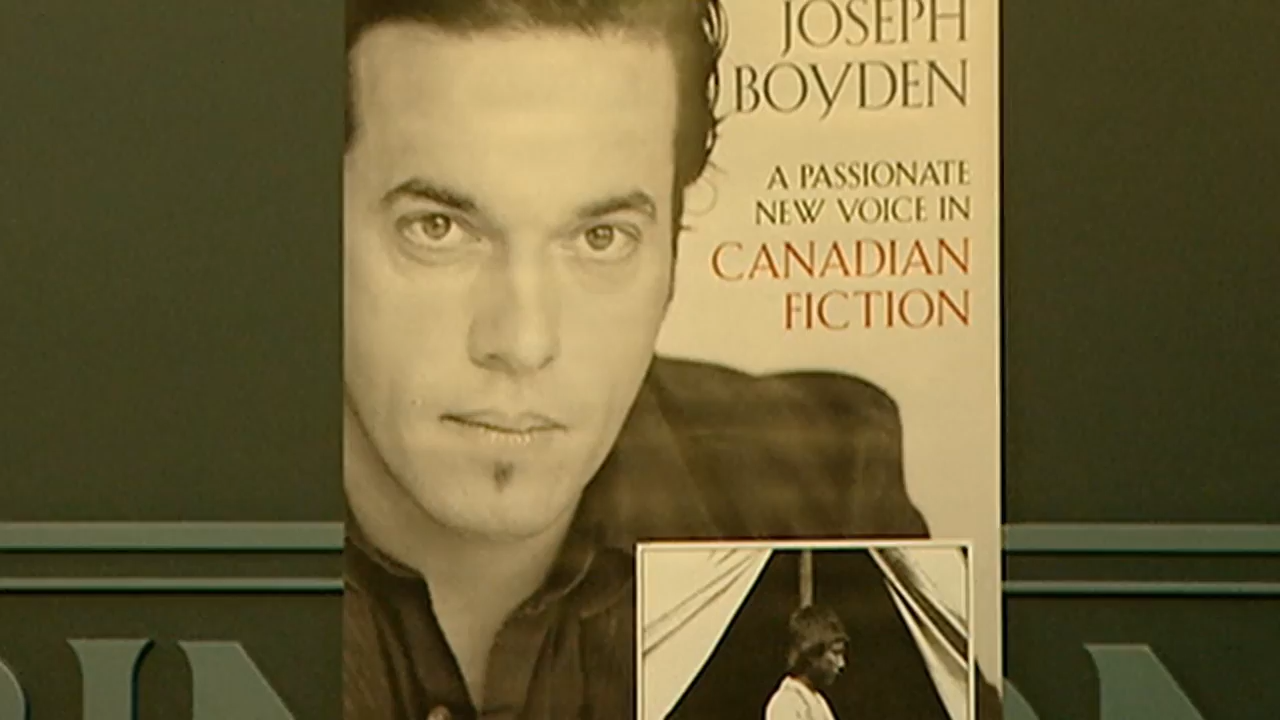 JOSEPH
BOYDEN
A PASSIONATE
NEW VOICE IN
CANADIAN
FICTION